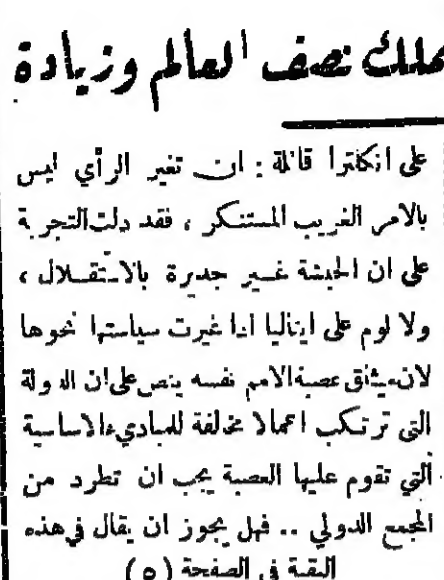 تملك نصف العالم وزيادة
على انكلترا قائلة : ان تغير الرأي ليس
بالامر الغريب المستنكر ، فقد دلت التجربة
على ان الحبشة غير جديرة بالاستقلال ،
ولا لوم على ايتاليا اذا غيرت سياستها نحوها
لان ميثاق عصبة الامم نفسه ينص على ان الدولة
التي ترتكب اعمالا مخالفة للمبادىء الاساسية
التي تقوم عليها العصبة يجب ان تطرد من
المجمع الدولي .. فهل يجوز ان يقال في هذه
البقية في الصفحة (٥)